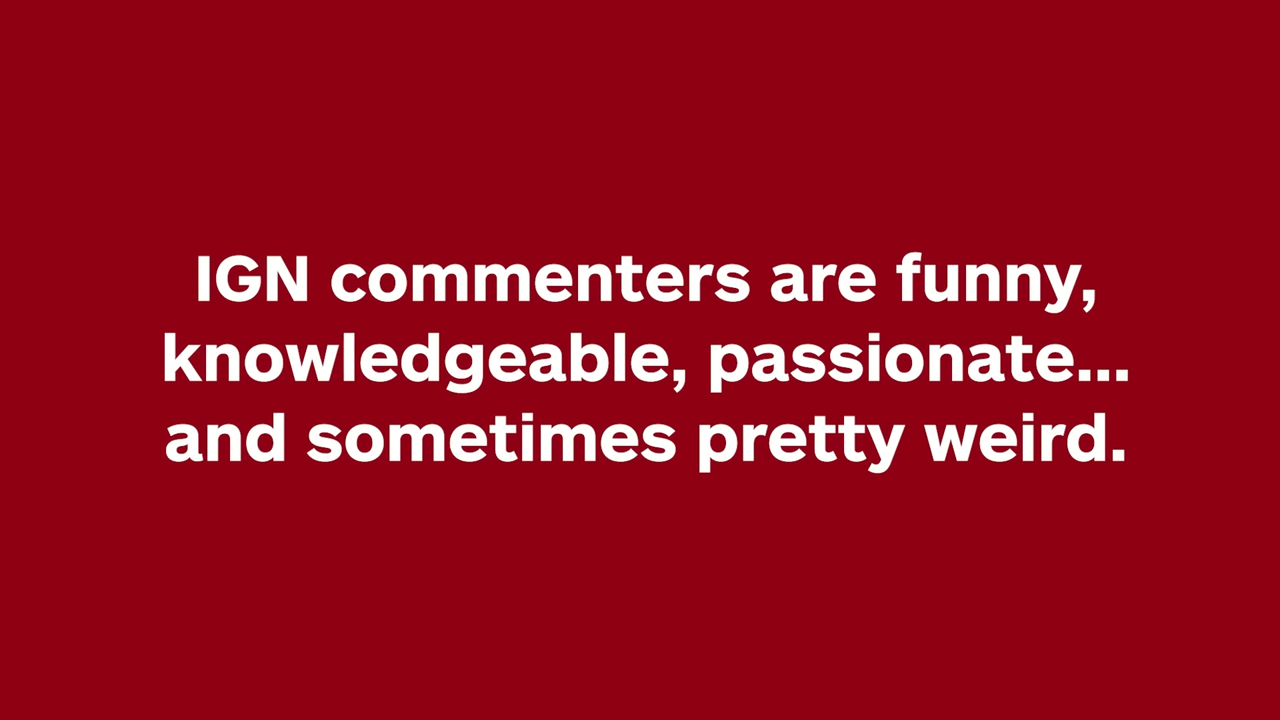 IGN commenters are funny,
knowledgeable, passionate...
and sometimes pretty weird.